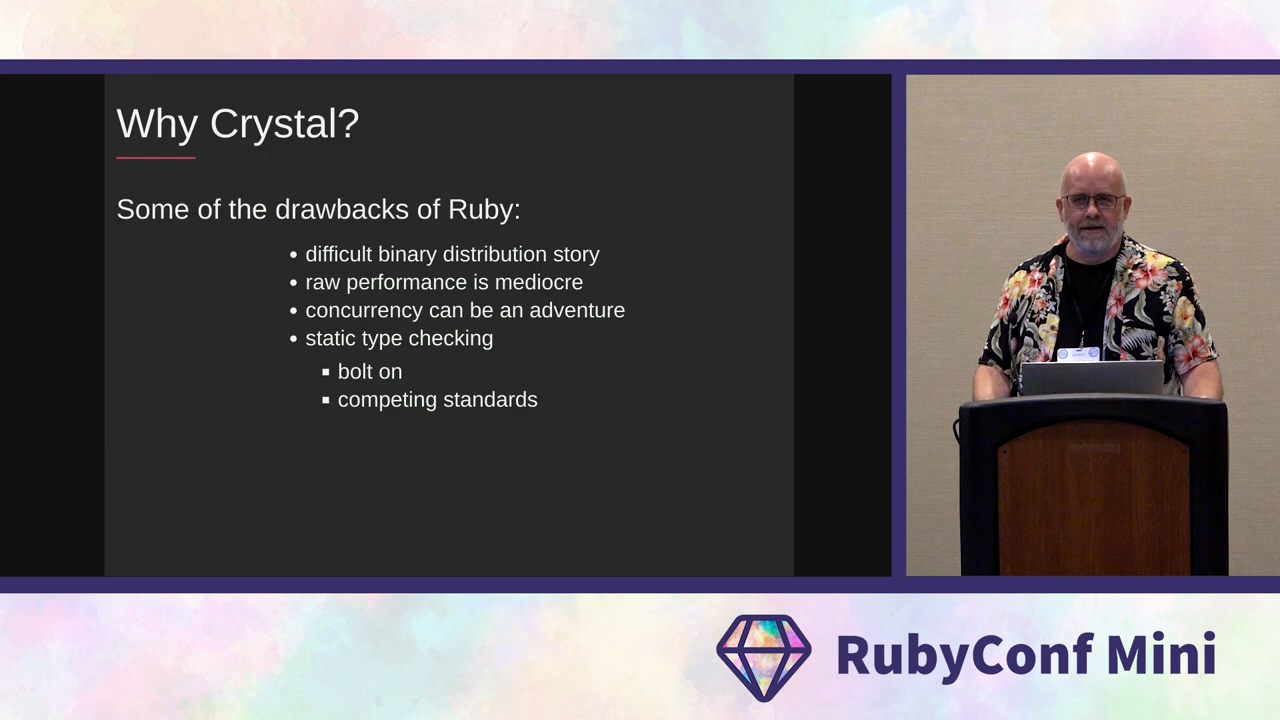 Why Crystal?
Some of the drawbacks of Ruby:
• difficult binary distribution story
• raw performance is mediocre
• concurrency can be an adventure
• static type checking
▪ bolt on
▪ competing standards
RubyConf Mini